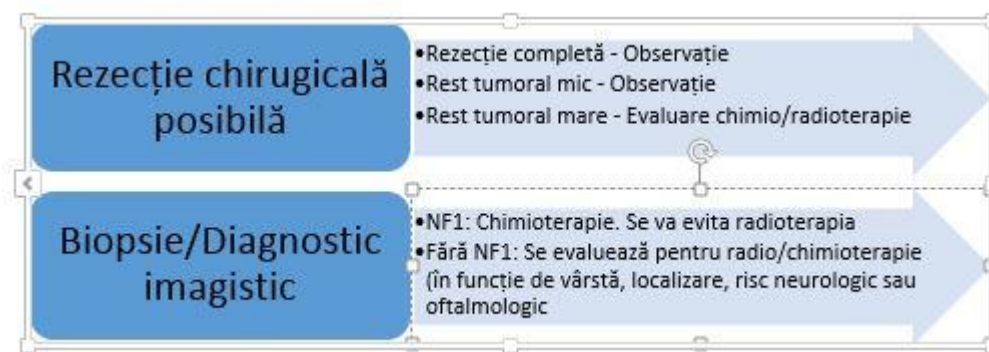 Rezecție chirugicală
posibilă
•Rezecție completă - Observație
•Rest tumoral mic - Observație
•Rest tumoral mare - Evaluare chimio/radioterapie
Biopsie/Diagnostic
imagistic
•NF1: Chimioterapie. Se va evita radioterapia
•Fără NF1: Se evaluează pentru radio/chimioterapie
(în funcție de vârstă, localizare, risc neurologic sau
oftalmologic